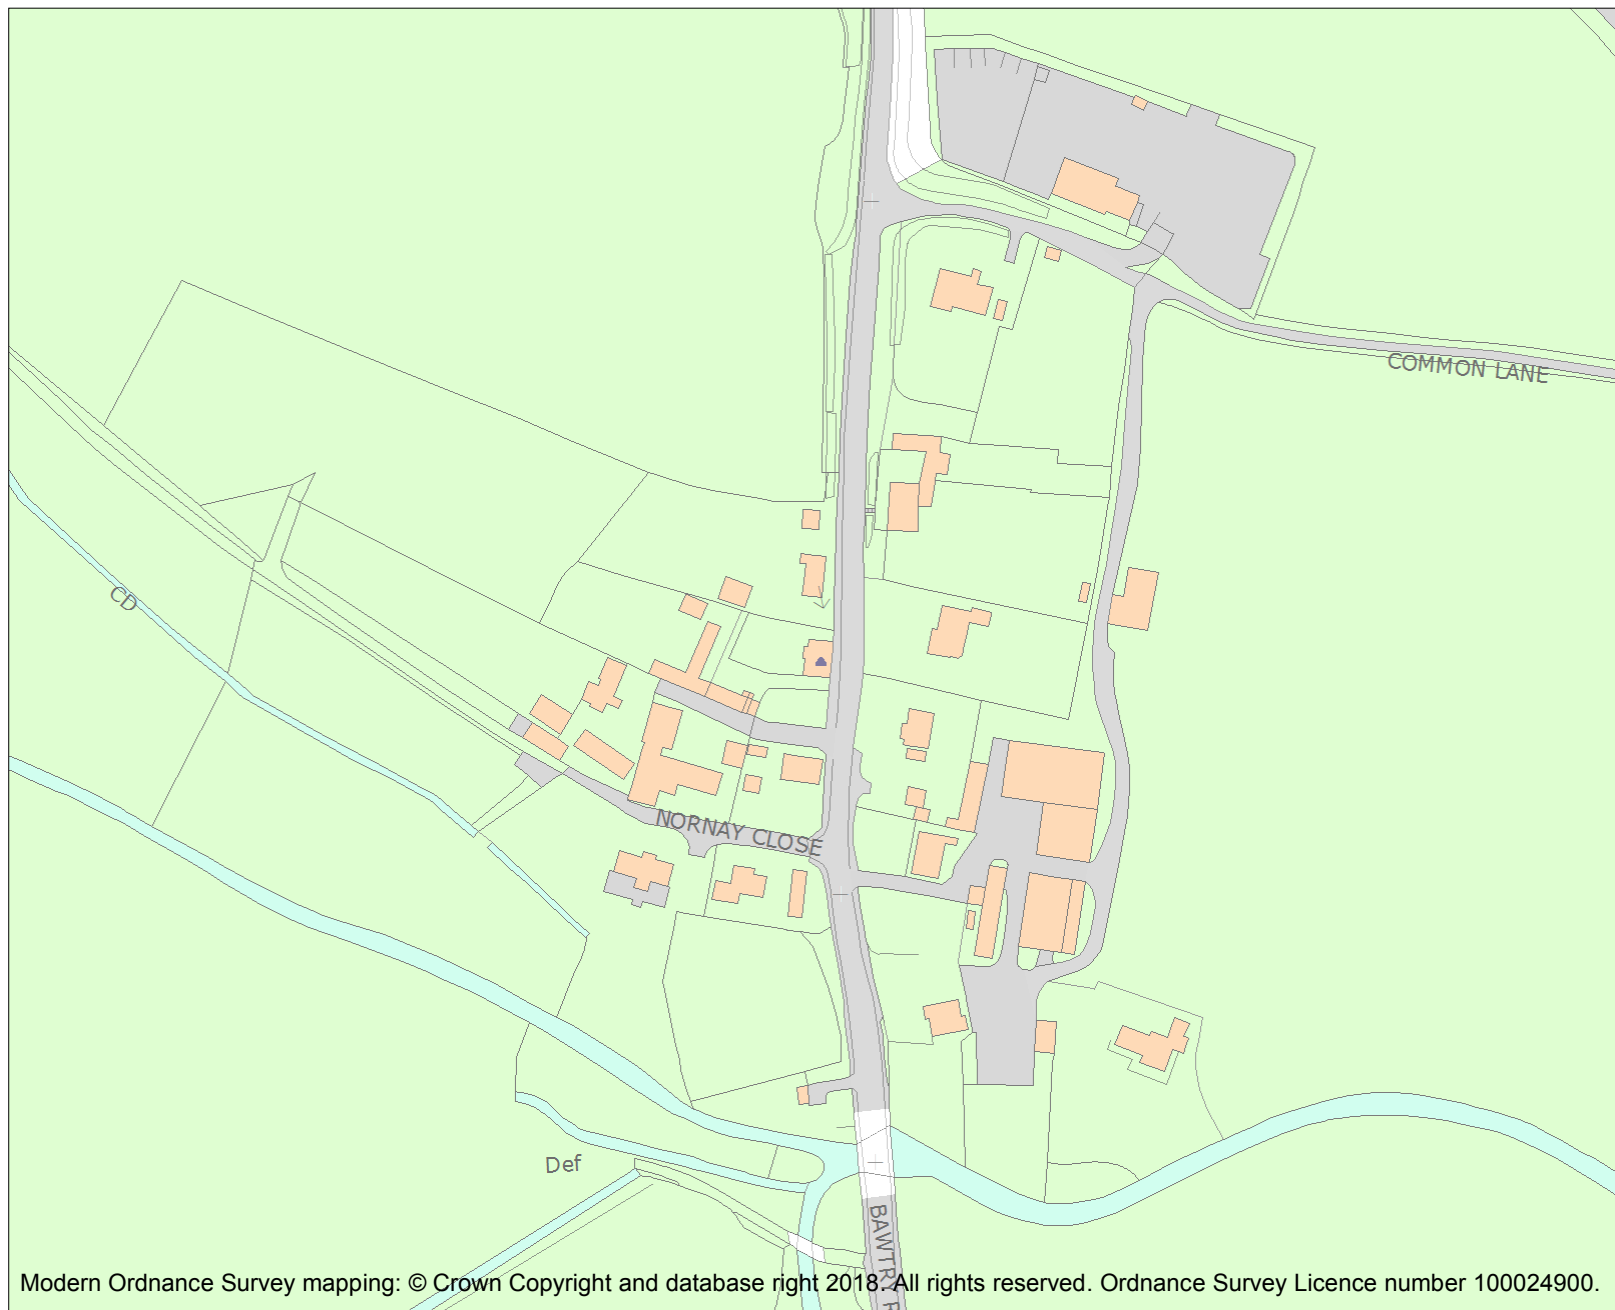 COMMON LANE
CD
NORNAY CLOSE
Def
BAWTRY R
Modern Ordnance Survey mapping: © Crown Copyright and database right 2018. All rights reserved. Ordnance Survey Licence number 100024900.